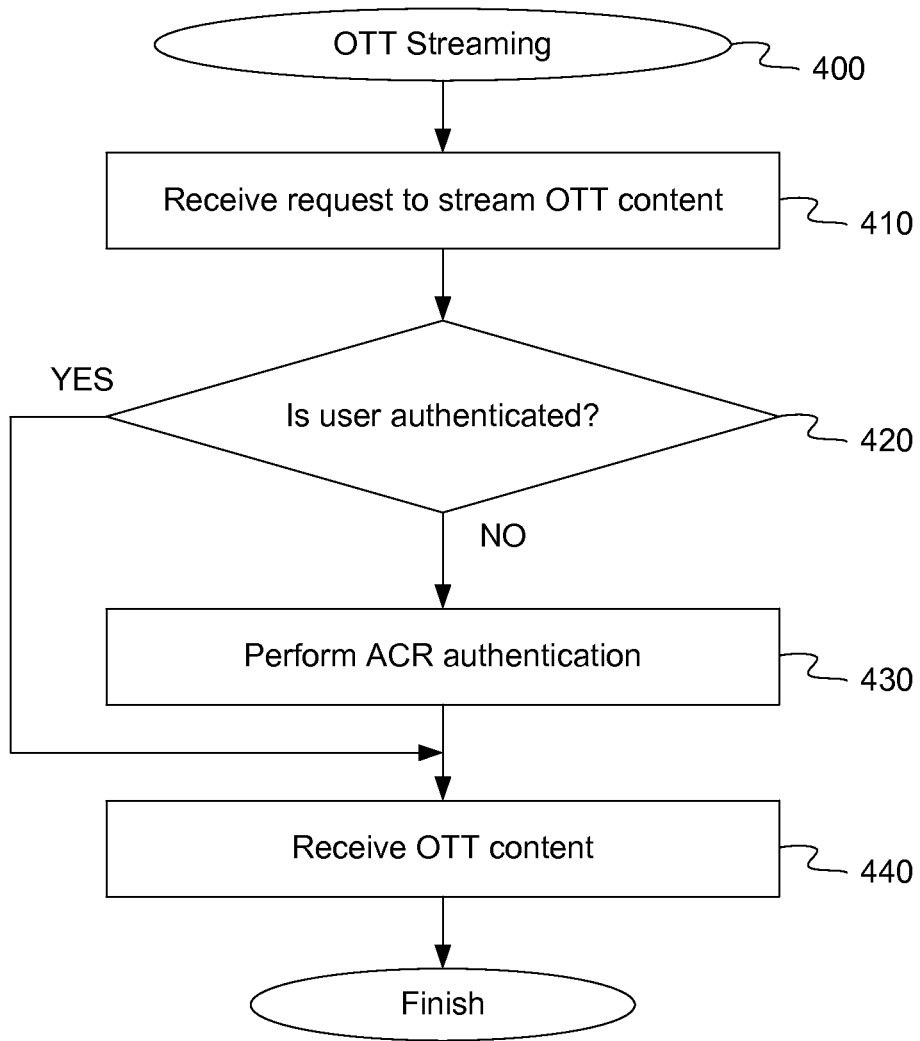 OTT Streaming
400
Receive request to stream OTT content
410
YES
Is user authenticated?
420
NO
Perform ACR authentication
430
Receive OTT content
440
Finish